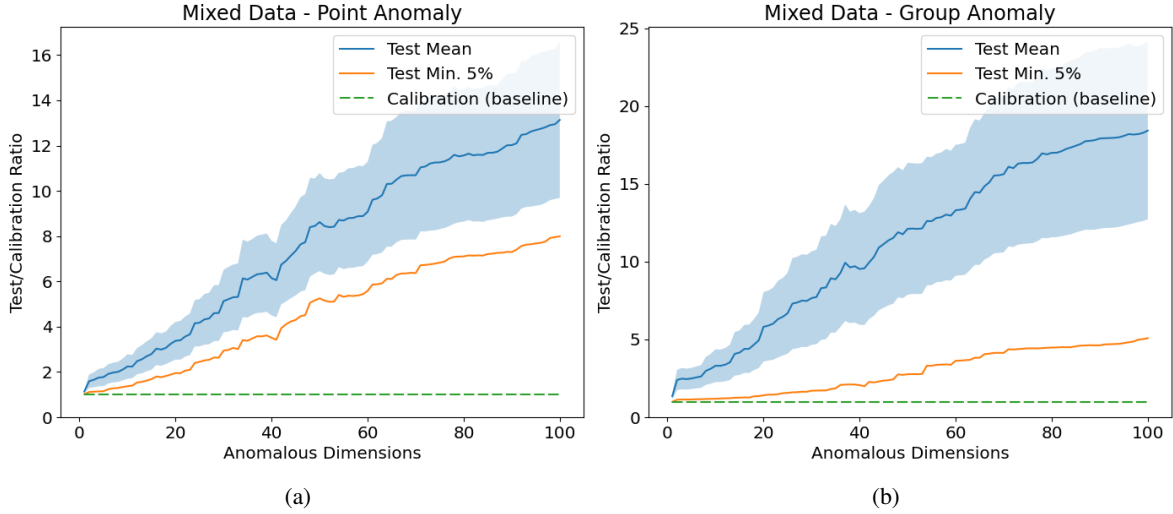 Mixed Data - Point Anomaly
Test/Calibration Ratio
16
14
12
10
8
6
4
2
0
Test Mean
Test Min. 5%
Calibration (baseline)
0
20
40
60
80
100
Anomalous Dimensions
(a)
Mixed Data - Group Anomaly
Test/Calibration Ratio
25
20
15
10
5
0
Test Mean
Test Min. 5%
Calibration (baseline)
0
20
40
60
80
100
Anomalous Dimensions
(b)